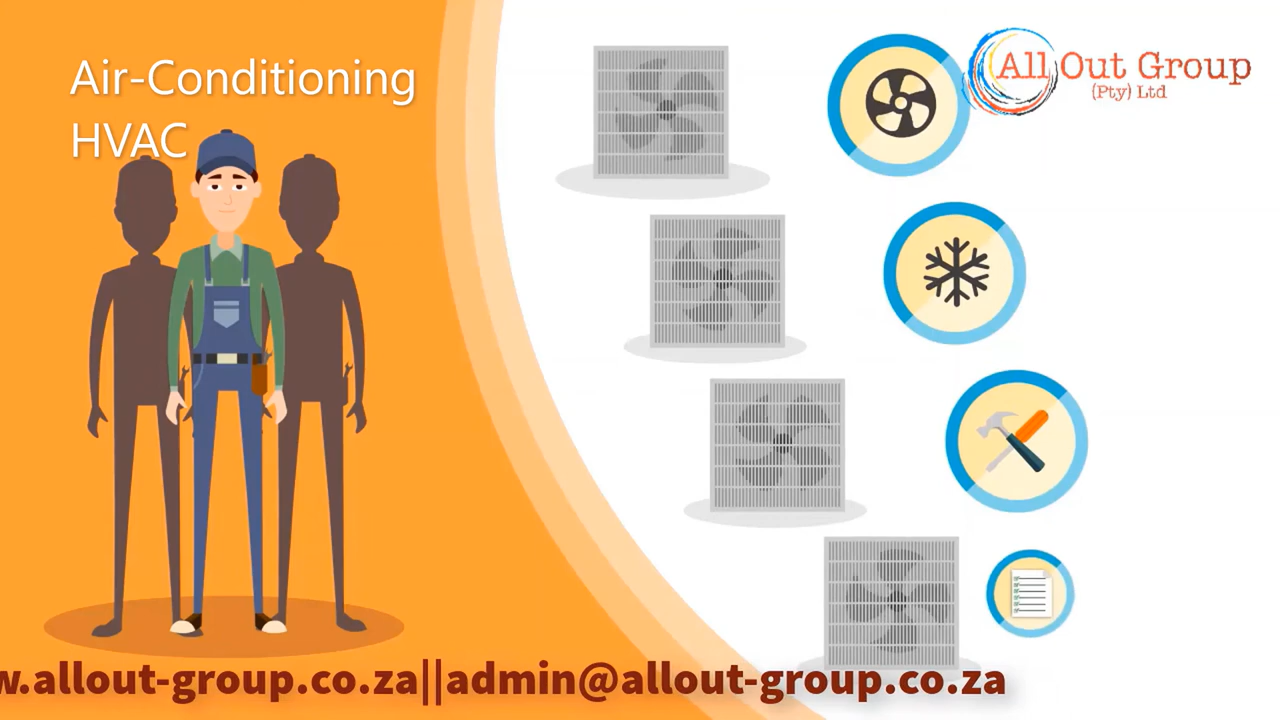 Air-Conditioning
HVAC
All Out Group
(Pty) Ltd
w.allout-group.co.za||admin@allout-group.co.za